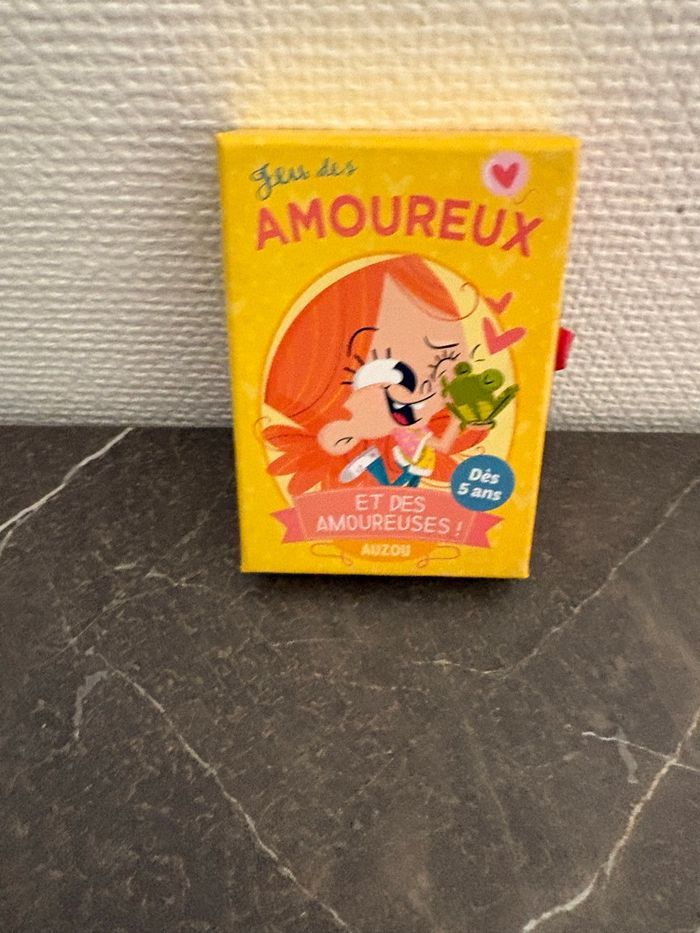 Jeu des
AMOUREUX
Dès
5 ans
ET DES
AMOUREUSES !
AUZOU